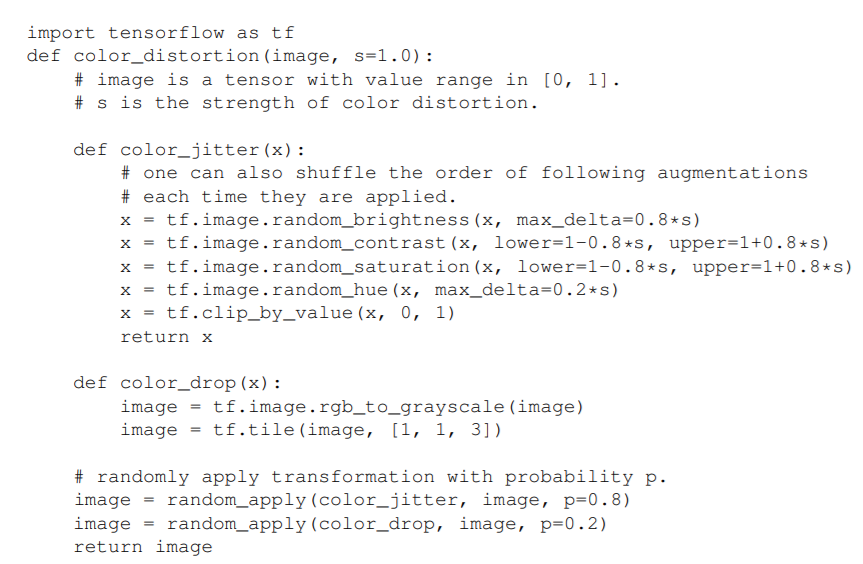 import tensorflow as tf
def color_distortion(image, s=1.0):
    # image is a tensor with value range in [0, 1].
    # s is the strength of color distortion.

    def color_jitter(x):
        # one can also shuffle the order of following augmentations
        # each time they are applied.
        x = tf.image.random_brightness(x, max_delta=0.8*s)
        x = tf.image.random_contrast(x, lower=1-0.8*s, upper=1+0.8*s)
        x = tf.image.random_saturation(x, lower=1-0.8*s, upper=1+0.8*s)
        x = tf.image.random_hue(x, max_delta=0.2*s)
        x = tf.clip_by_value(x, 0, 1)
        return x

    def color_drop(x):
        image = tf.image.rgb_to_grayscale(image)
        image = tf.tile(image, [1, 1, 3])

    # randomly apply transformation with probability p.
    image = random_apply(color_jitter, image, p=0.8)
    image = random_apply(color_drop, image, p=0.2)
    return image